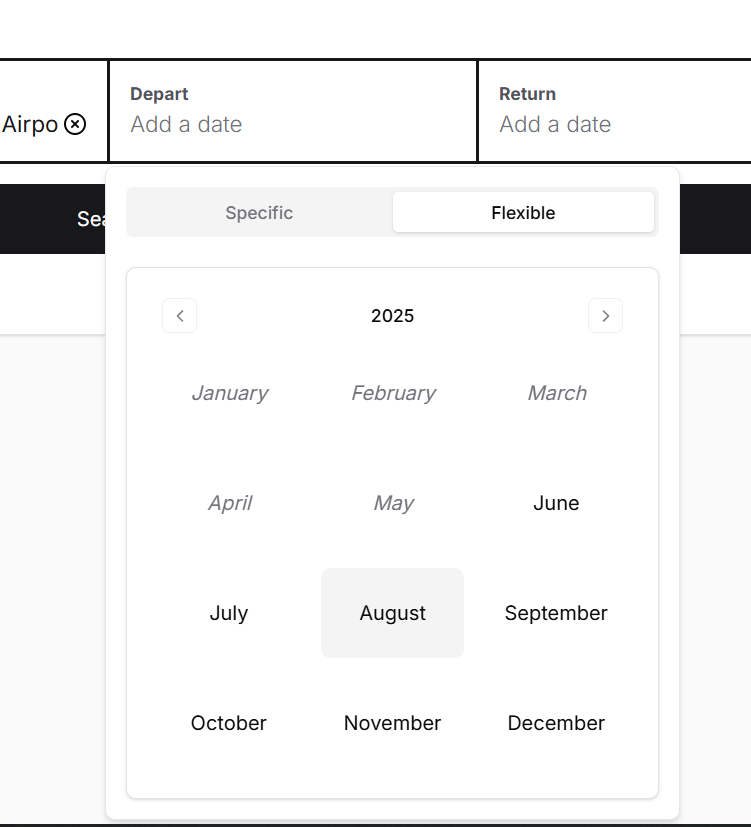 Depart
Return
Airpo
Add a date
Add a date
Specific
Flexible
2025
January
February
March
April
May
June
July
August
September
October
November
December